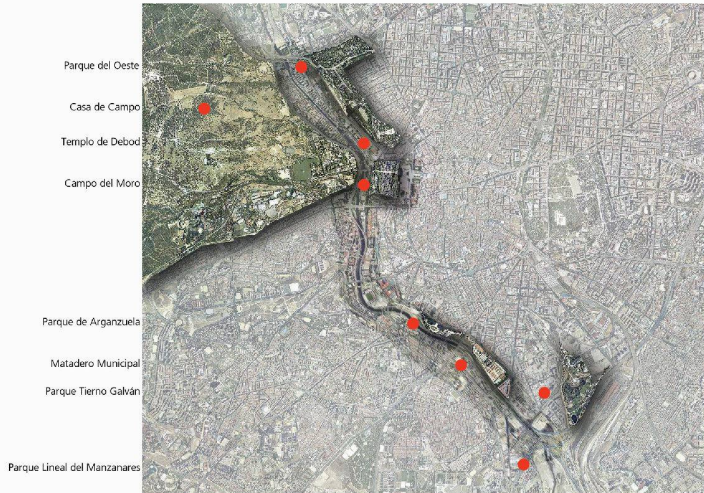 Parque del Oeste
Casa de Campo
Templo de Debod
Campo del Moro
Parque de Arganzuela
Matadero Municipal
Parque Tierno Galván
Parque Lineal del Manzanares